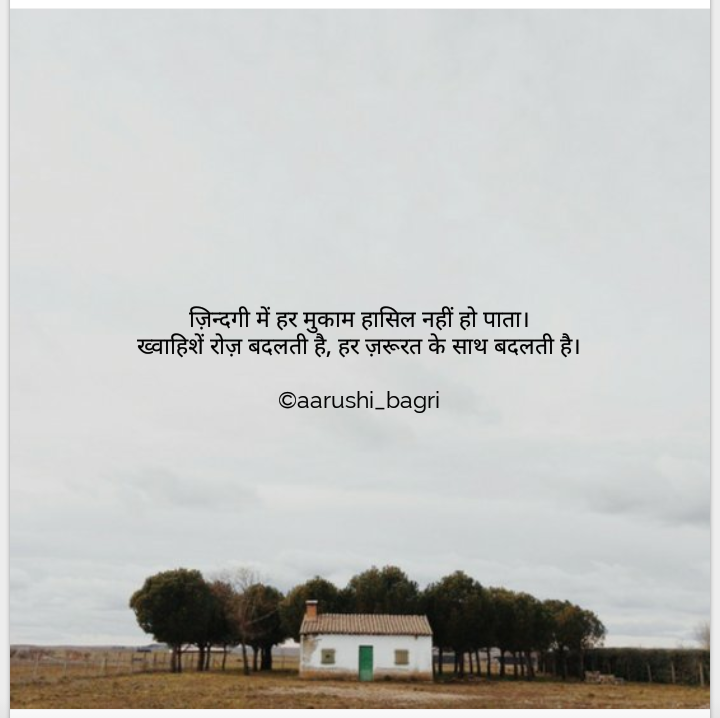 ज़िन्दगी में हर मुकाम हासिल नहीं हो पाता।
ख्वाहिशें रोज़ बदलती है, हर ज़रूरत के साथ बदलती है।
©aarushi_bagri